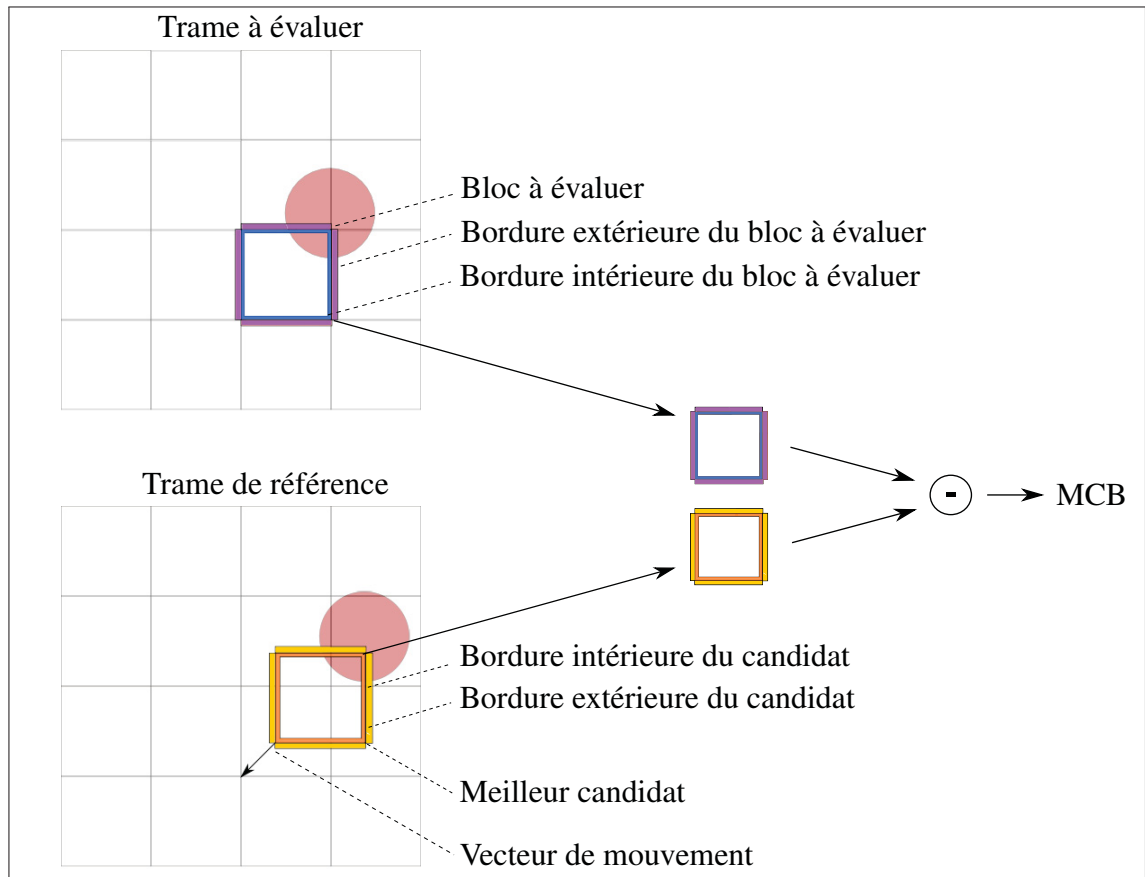 Trame à évaluer
Bloc à évaluer
Bordure extérieure du bloc à évaluer
Bordure intérieure du bloc à évaluer
Trame de référence
-
MCB
Bordure intérieure du candidat
Bordure extérieure du candidat
Meilleur candidat
Vecteur de mouvement